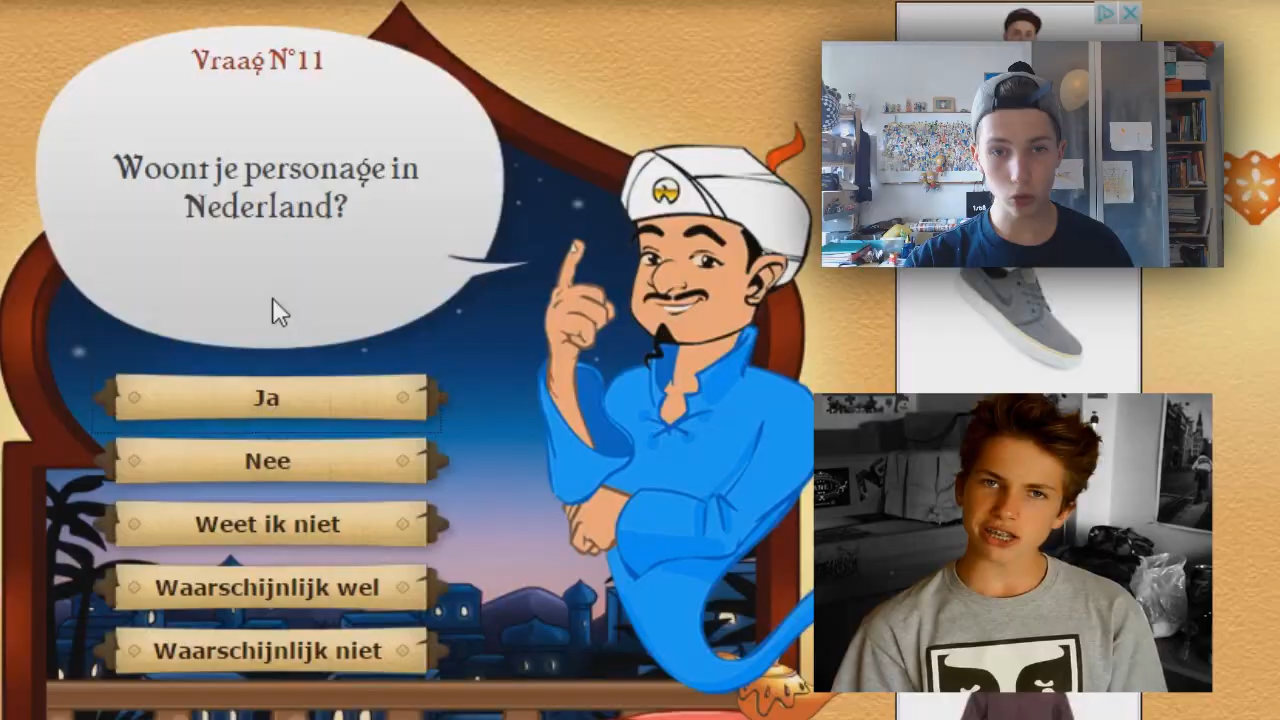 Vraag N°11
Woont je personage in
Nederland?
Ja
Nee
Weet ik niet
Waarschijnlijk wel
Waarschijnlijk niet